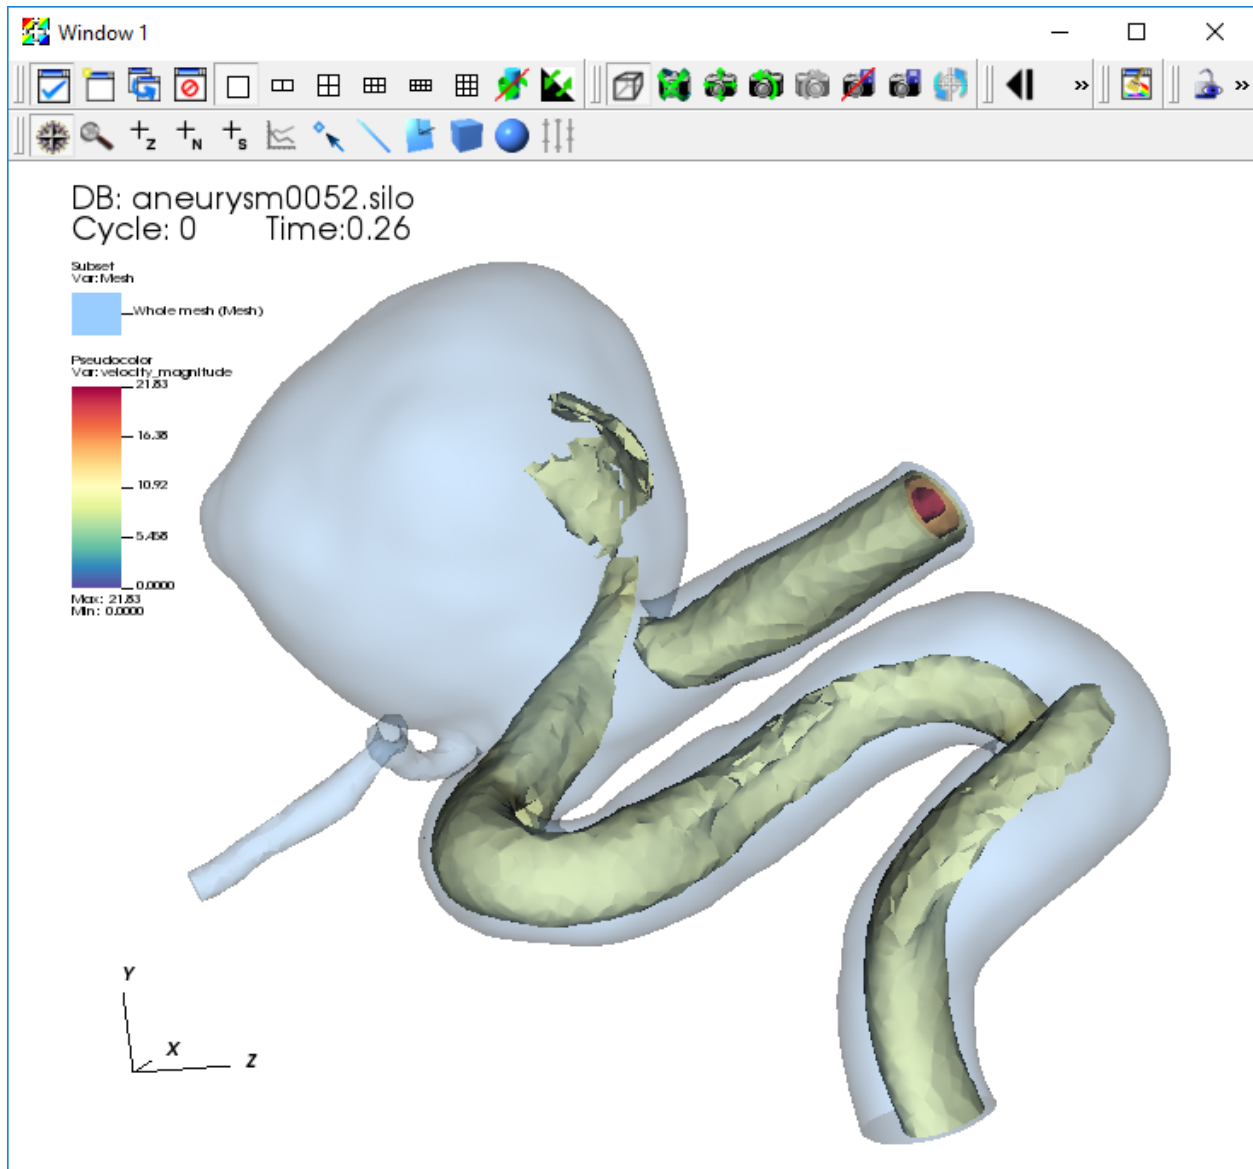 Window 1
Z
N
S
DB: aneurysm0052.silo
Cycle: 0 Time:0.26
Subset
Var: Mesh
Whole mesh (Mesh)
Pseudocolor
Var: velocity_magnitude
21.83
16.38
10.92
5.458
0.0000
Max: 21.83
Min: 0.0000
Y
X
Z